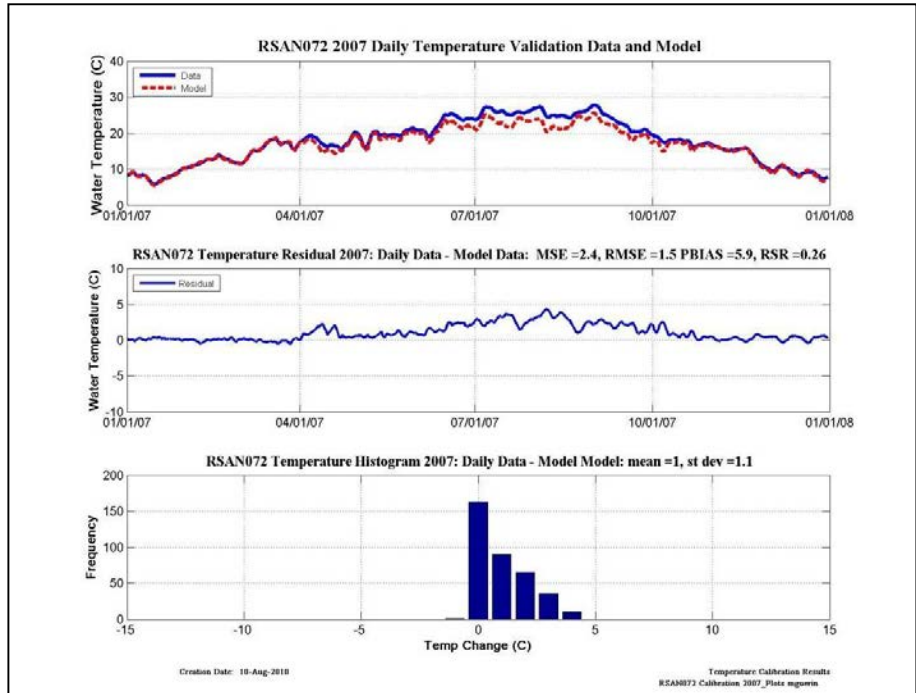 RSAN072 2007 Daily Temperature Validation Data and Model
Water Temperature (C)
40
30
20
10
0
Data
Model
01/01/07 04/01/07 07/01/07 10/01/07 01/01/08
RSAN072 Temperature Residual 2007: Daily Data - Model Data: MSE =2.4, RMSE =1.5 PBIAS =5.9, RSR =0.26
Water Temperature (C)
10
5
0
-5
-10
Residual
01/01/07 04/01/07 07/01/07 10/01/07 01/01/08
RSAN072 Temperature Histogram 2007: Daily Data - Model Model: mean =1, st dev =1.1
Frequency
200
150
100
50
0
-15 -10 -5 0 5 10 15
Temp Change (C)
Creation Date: 10-Aug-2010
Temperature Calibration Results
RSAN072 Calibration 2007_Plots mguerin